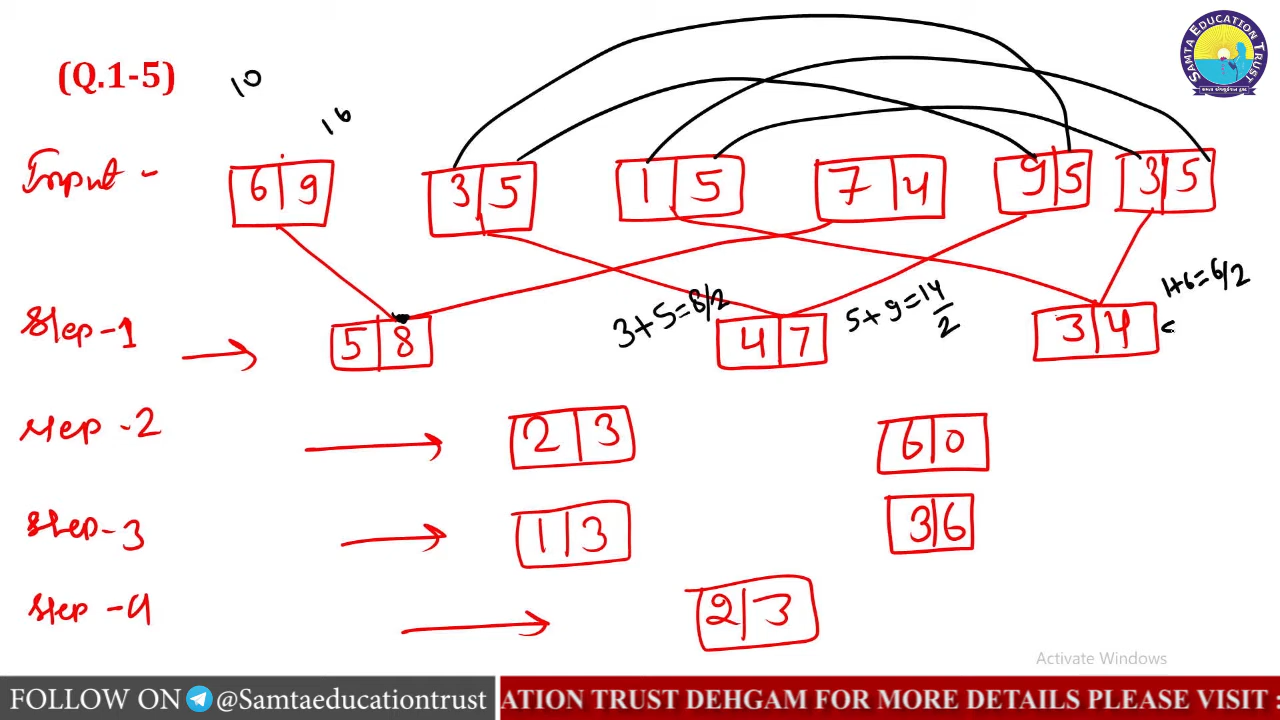 (Q.1-5)
10
16
Input -
6 9
3 5
1 5
7 4
9 5
3 5
Step-1
5 8
3+5=8/2
4 7
5+9=14/2
3 4
1+6=6/2
Step-2
2 3
6 0
Step-3
1 3
3 6
Step-4
2 3
SAMTA EDUCATION TRUST
Activate Windows
FOLLOW ON @Samtaeducationtrust
ATION TRUST DEHGAM FOR MORE DETAILS PLEASE VISIT :